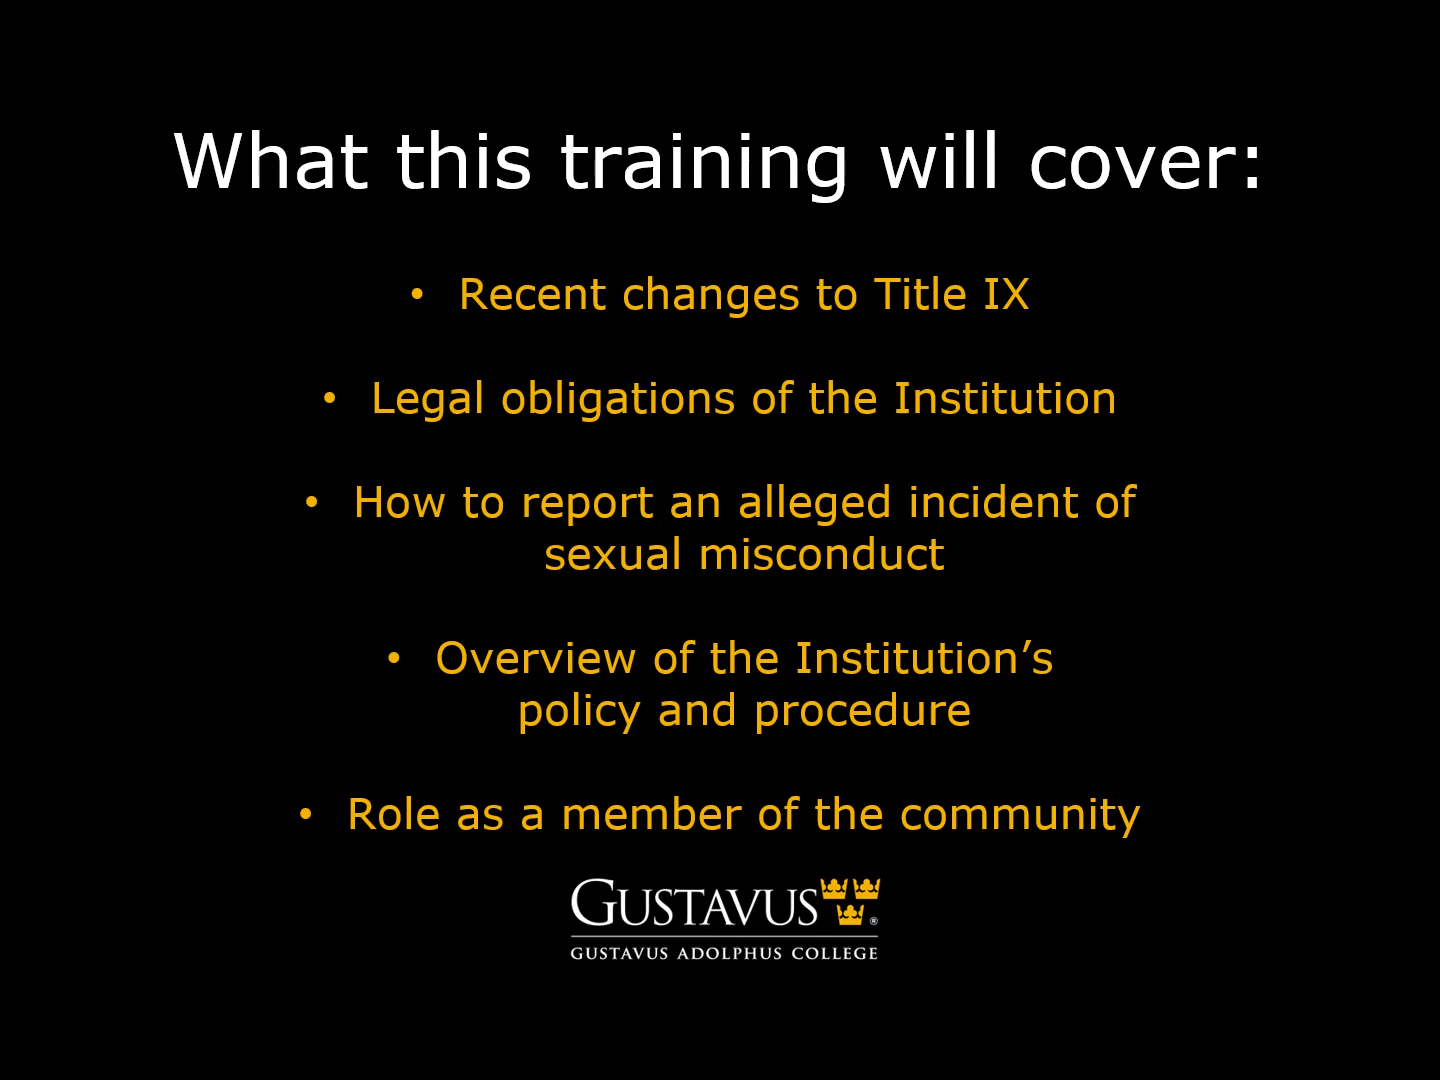 What this training will cover:
• Recent changes to Title IX
• Legal obligations of the Institution
• How to report an alleged incident of
sexual misconduct
• Overview of the Institution’s
policy and procedure
• Role as a member of the community
GUSTAVUS ®
GUSTAVUS ADOLPHUS COLLEGE